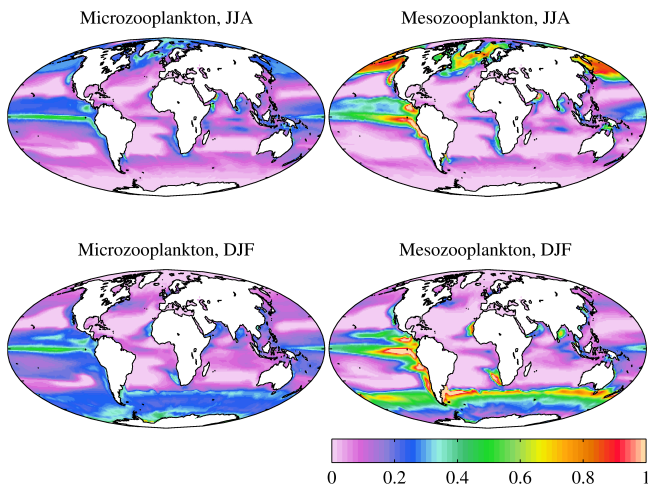 Microzooplankton, JJA
Mesozooplankton, JJA
Microzooplankton, DJF
Mesozooplankton, DJF
0 0.2 0.4 0.6 0.8 1